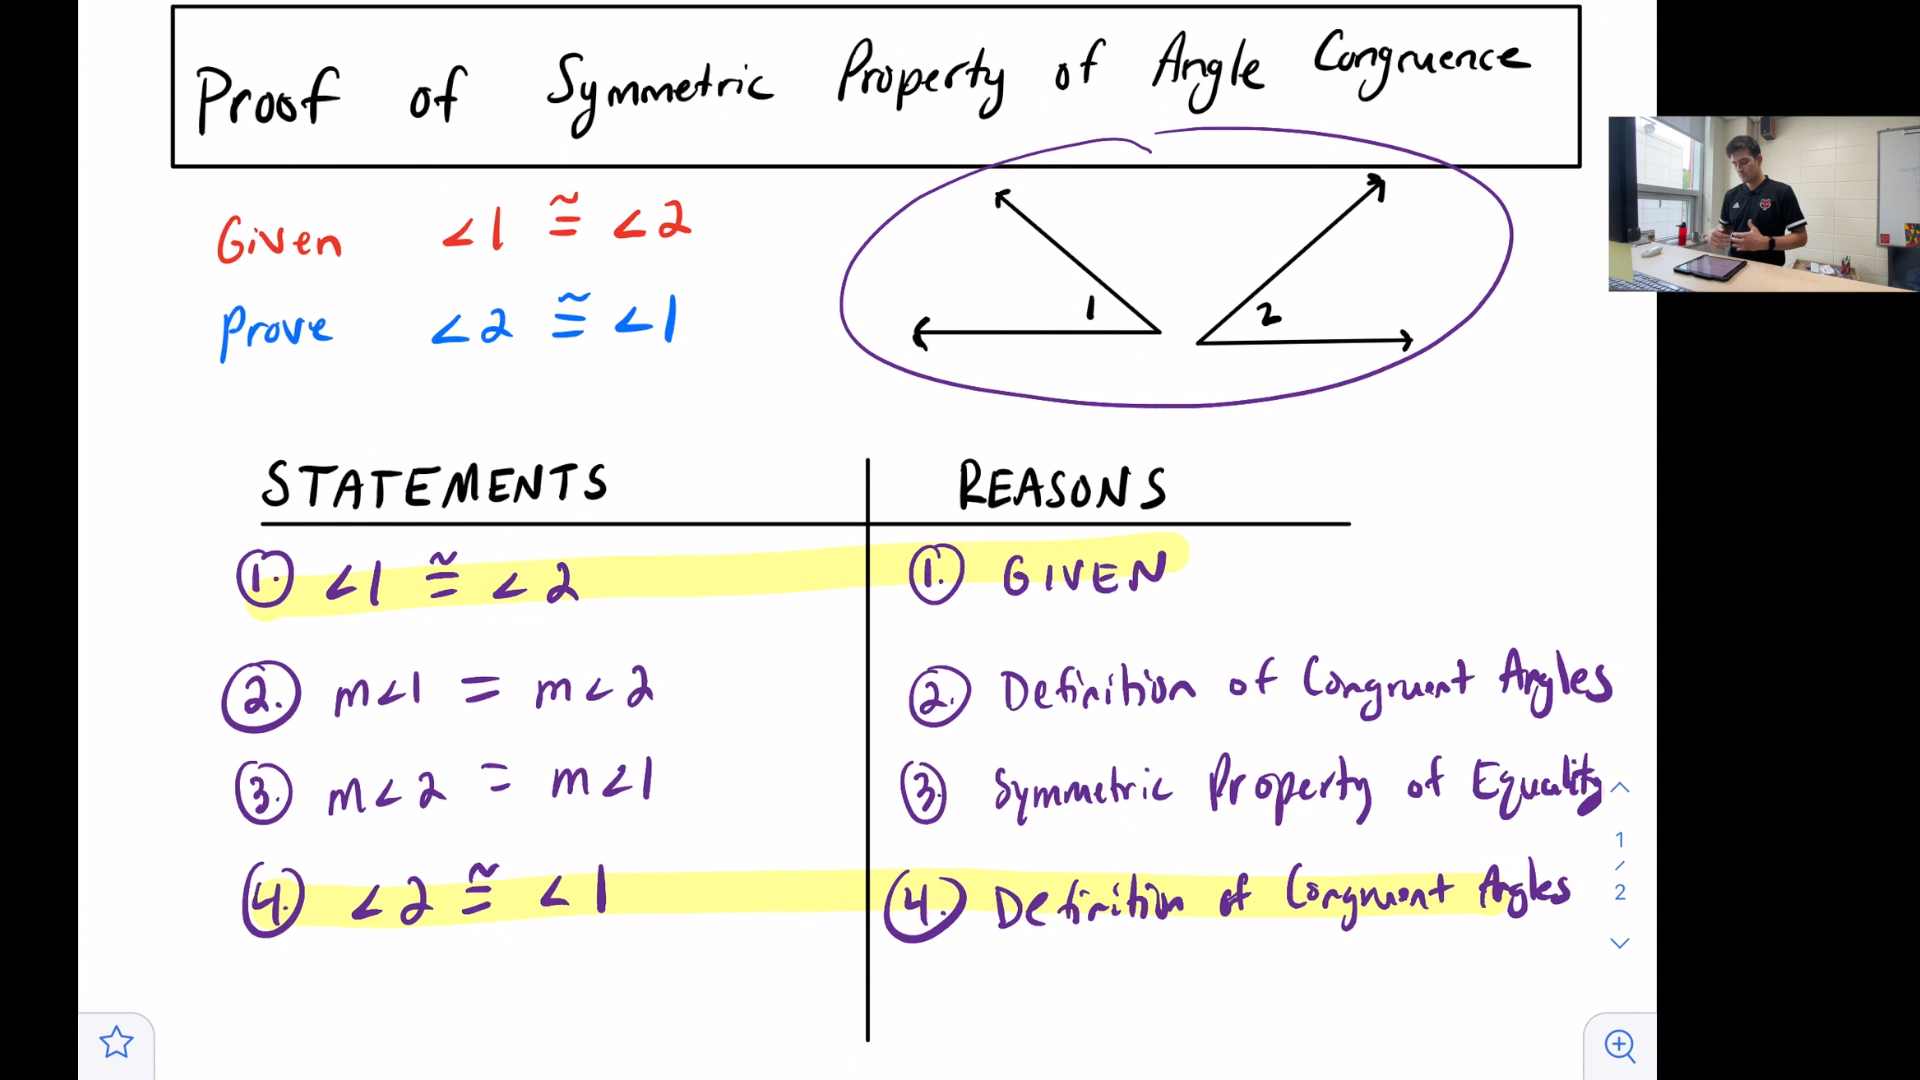 Proof of Symmetric Property of Angle Congruence
Given ∠1 ≅ ∠2
Prove ∠2 ≅ ∠1
1 2
STATEMENTS REASONS
1. ∠1 ≅ ∠2 1. GIVEN
2. m∠1 = m∠2 2. Definition of Congruent Angles
3. m∠2 = m∠1 3. Symmetric Property of Equality
4. ∠2 ≅ ∠1 4. Definition of Congruent Angles
1
/
2